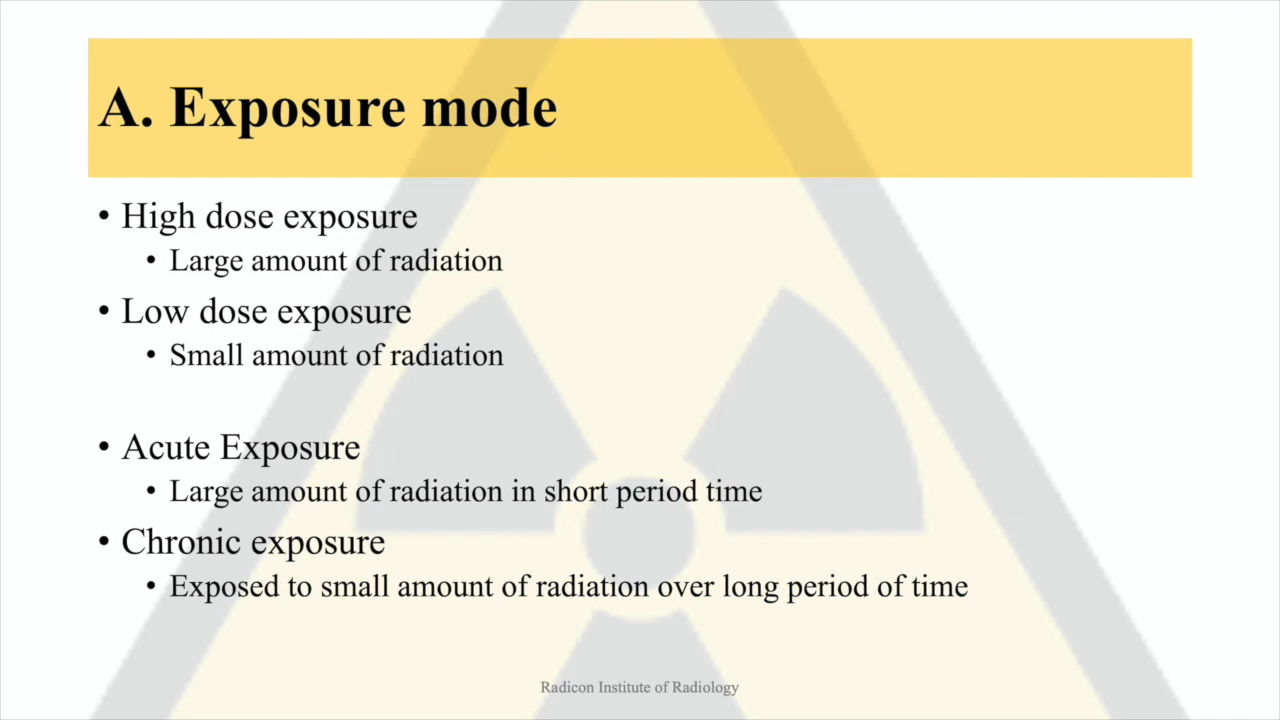 A. Exposure mode
• High dose exposure
• Large amount of radiation
• Low dose exposure
• Small amount of radiation
• Acute Exposure
• Large amount of radiation in short period time
• Chronic exposure
• Exposed to small amount of radiation over long period of time
Radicon Institute of Radiology